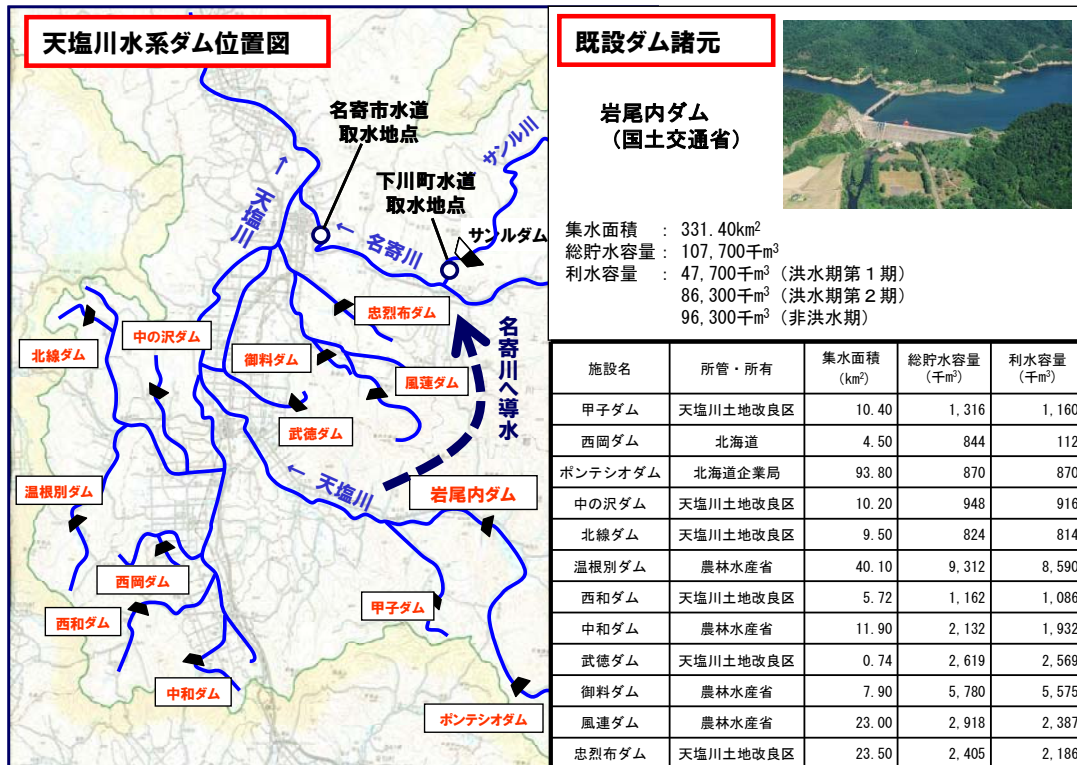 天塩川水系ダム位置図
名寄市水道
取水地点
サンル川
下川町水道
取水地点
天塩川
←
名寄川
←
サンルダム
忠烈布ダム
北線ダム
中の沢ダム
御料ダム
風蓮ダム
名寄川へ導水
武徳ダム
天塩川
←
岩尾内ダム
温根別ダム
西岡ダム
西和ダム
甲子ダム
中和ダム
ポンテシオダム
既設ダム諸元
岩尾内ダム
(国土交通省)
集水面積 : 331.40km²
総貯水容量: 107,700千m³
利水容量 : 47,700千m³(洪水期第1期)
86,300千m³(洪水期第2期)
96,300千m³(非洪水期)
施設名 所管・所有 集水面積(km²) 総貯水容量(千m³) 利水容量(千m³)
甲子ダム 天塩川土地改良区 10.40 1,316 1,160
西岡ダム 北海道 4.50 844 112
ポンテシオダム 北海道企業局 93.80 870 870
中の沢ダム 天塩川土地改良区 10.20 948 916
北線ダム 天塩川土地改良区 9.50 824 814
温根別ダム 農林水産省 40.10 9,312 8,590
西和ダム 天塩川土地改良区 5.72 1,162 1,086
中和ダム 農林水産省 11.90 2,132 1,932
武徳ダム 天塩川土地改良区 0.74 2,619 2,569
御料ダム 農林水産省 7.90 5,780 5,575
風連ダム 農林水産省 23.00 2,918 2,387
忠烈布ダム 天塩川土地改良区 23.50 2,405 2,186